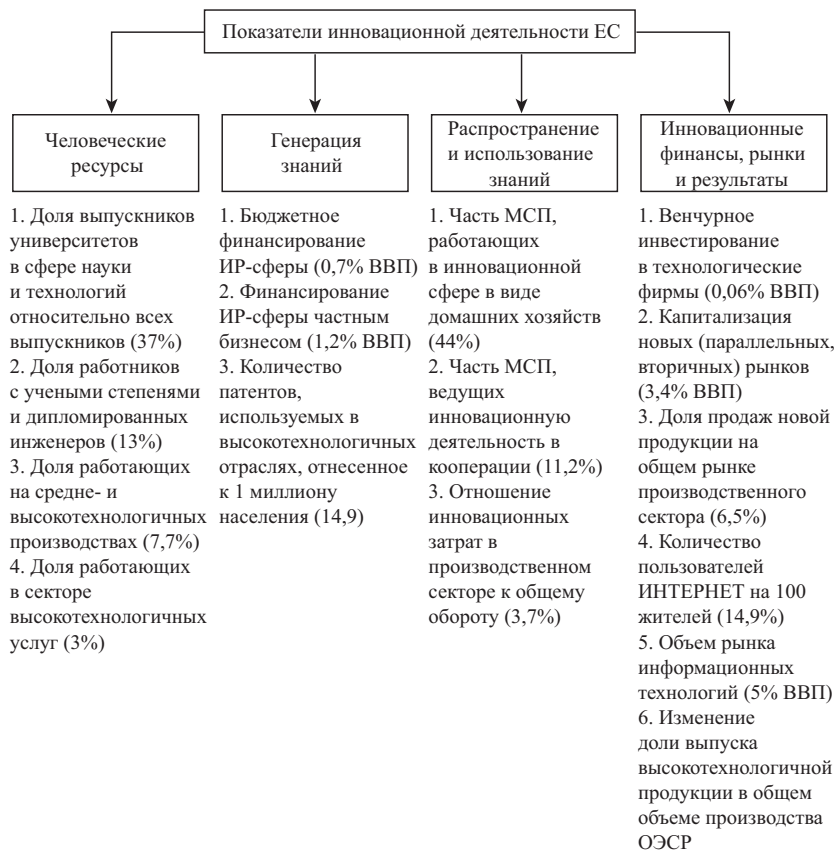 Показатели инновационной деятельности ЕС
Человеческие
ресурсы
1. Доля выпускников
университетов
в сфере науки
и технологий
относительно всех
выпускников (37%)
2. Доля работников
с учеными степенями
и дипломированных
инженеров (13%)
3. Доля работающих
на средне- и
высокотехнологичных
производствах (7,7%)
4. Доля работающих
в секторе
высокотехнологичных
услуг (3%)
Генерация
знаний
1. Бюджетное
финансирование
ИР-сферы (0,7% ВВП)
2. Финансирование
ИР-сферы частным
бизнесом (1,2% ВВП)
3. Количество
патентов,
используемых в
высокотехнологичных
отраслях, отнесенное
к 1 миллиону
населения (14,9)
Распространение
и использование
знаний
1. Часть МСП,
работающих
в инновационной
сфере в виде
домашних хозяйств
(44%)
2. Часть МСП,
ведущих
инновационную
деятельность в
кооперации (11,2%)
3. Отношение
инновационных
затрат в
производственном
секторе к общему
обороту (3,7%)
Инновационные
финансы, рынки
и результаты
1. Венчурное
инвестирование
в технологические
фирмы (0,06% ВВП)
2. Капитализация
новых (параллельных,
вторичных) рынков
(3,4% ВВП)
3. Доля продаж новой
продукции на
общем рынке
производственного
сектора (6,5%)
4. Количество
пользователей
ИНТЕРНЕТ на 100
жителей (14,9%)
5. Объем рынка
информационных
технологий (5% ВВП)
6. Изменение
доли выпуска
высокотехнологичной
продукции в общем
объеме производства
ОЭСР